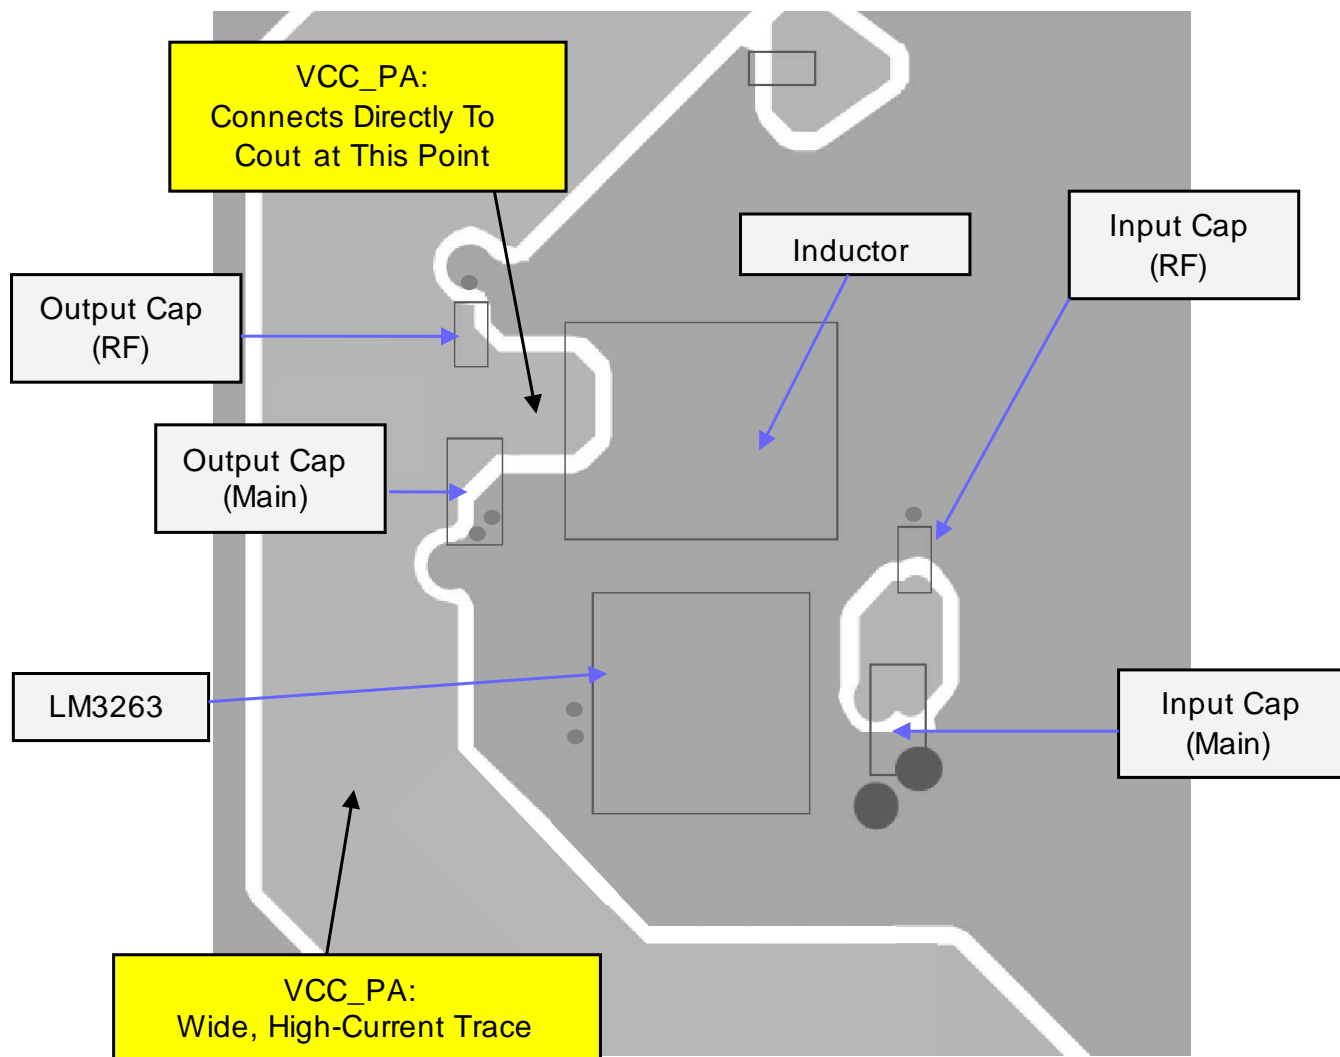 VCC_PA:
Connects Directly To
Cout at This Point
Inductor
Input Cap
(RF)
Output Cap
(RF)
Output Cap
(Main)
LM3263
Input Cap
(Main)
VCC_PA:
Wide, High-Current Trace